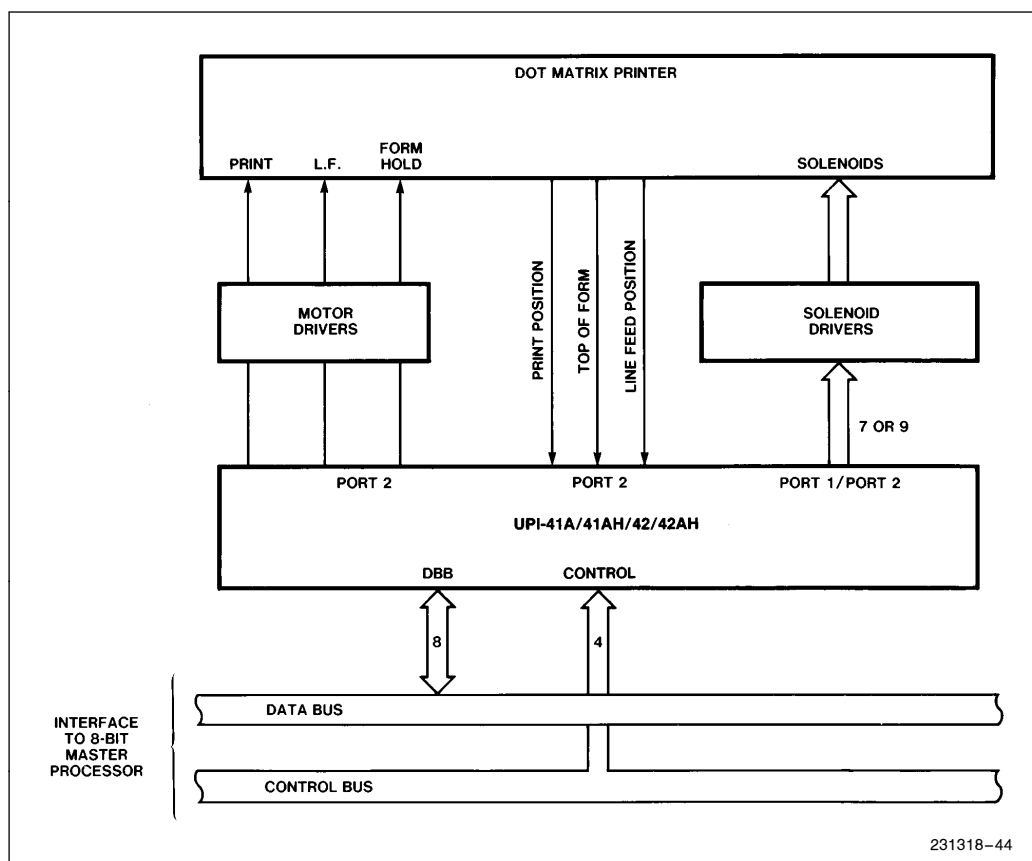 DOT MATRIX PRINTER
PRINT
L.F.
FORM
HOLD
SOLENOIDS
MOTOR
DRIVERS
PRINT POSITION
TOP OF FORM
LINE FEED POSITION
SOLENOID
DRIVERS
7 OR 9
PORT 2
PORT 2
PORT 1/PORT 2
UPI-41A/41AH/42/42AH
DBB
CONTROL
8
4
INTERFACE
TO 8-BIT
MASTER
PROCESSOR
DATA BUS
CONTROL BUS
231318–44